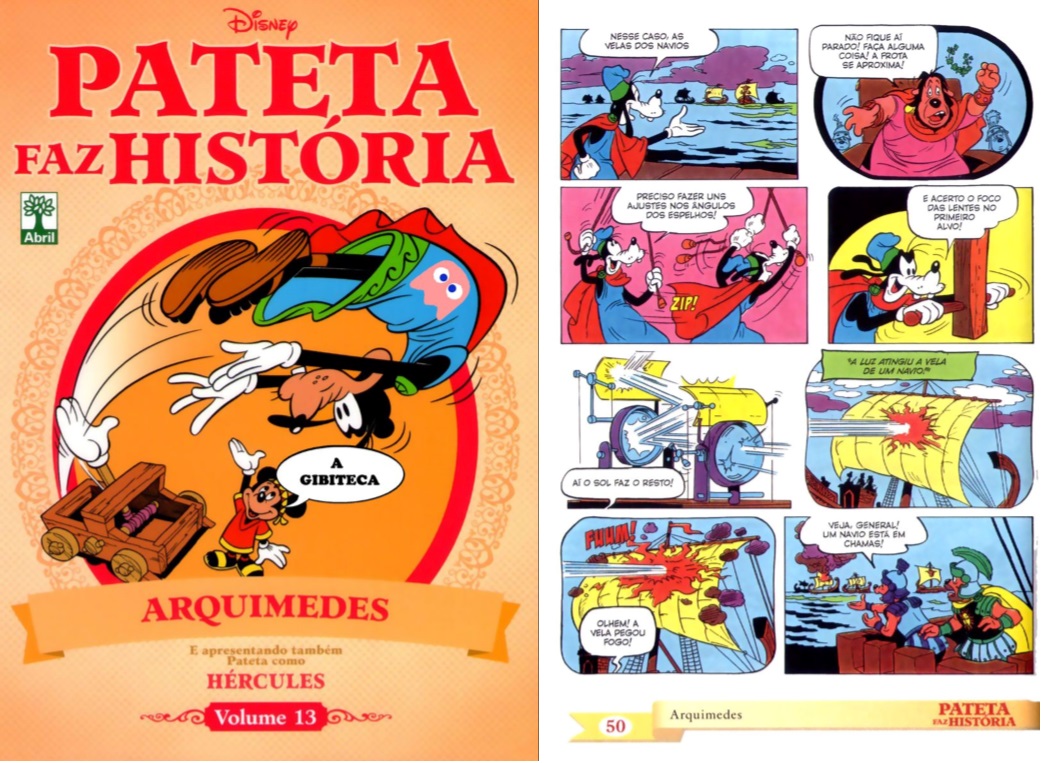 Disney
PATETA
FAZ HISTÓRIA
Abril
A
GIBITECA
ARQUIMEDES
E apresentando também
Pateta como
HÉRCULES
Volume 13
NESSE CASO, AS
VELAS DOS NAVIOS
NÃO FIQUE AÍ
PARADO! FAÇA ALGUMA
COISA! A FROTA
SE APROXIMA!
PRECISO FAZER UNS
AJUSTES NOS ÂNGULOS
DOS ESPELHOS!
ZIP!
E ACERTO O FOCO
DAS LENTES NO
PRIMEIRO
ALVO!
AÍ O SOL FAZ O RESTO!
"A LUZ ATINGIU A VELA
DE UM NAVIO."
FUUM!
OLHEM! A
VELA PEGOU
FOGO!
VEJA, GENERAL!
UM NAVIO ESTÁ EM
CHAMAS!
50
Arquimedes
PATETA
FAZ HISTÓRIA